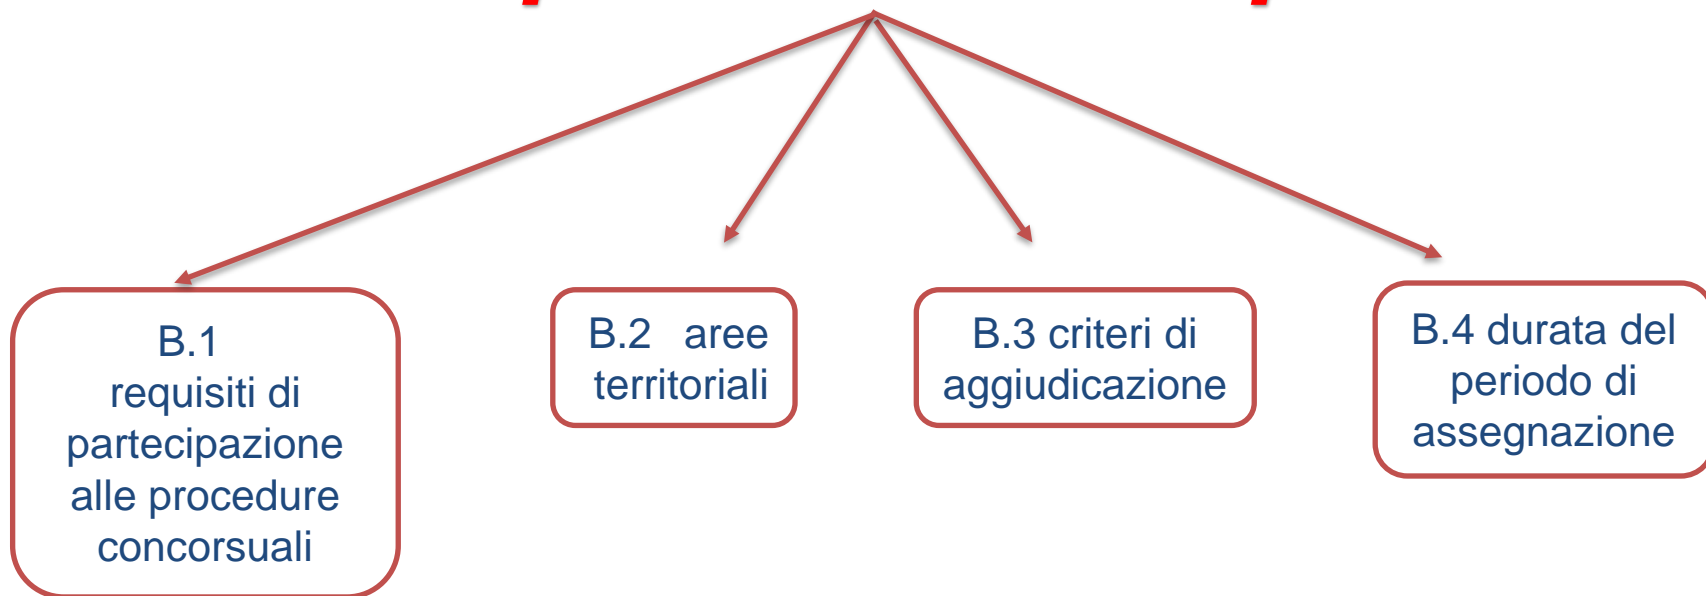 B.1
requisiti di
partecipazione
alle procedure
concorsuali
B.2 aree
territoriali
B.3 criteri di
aggiudicazione
B.4 durata del
periodo di
assegnazione